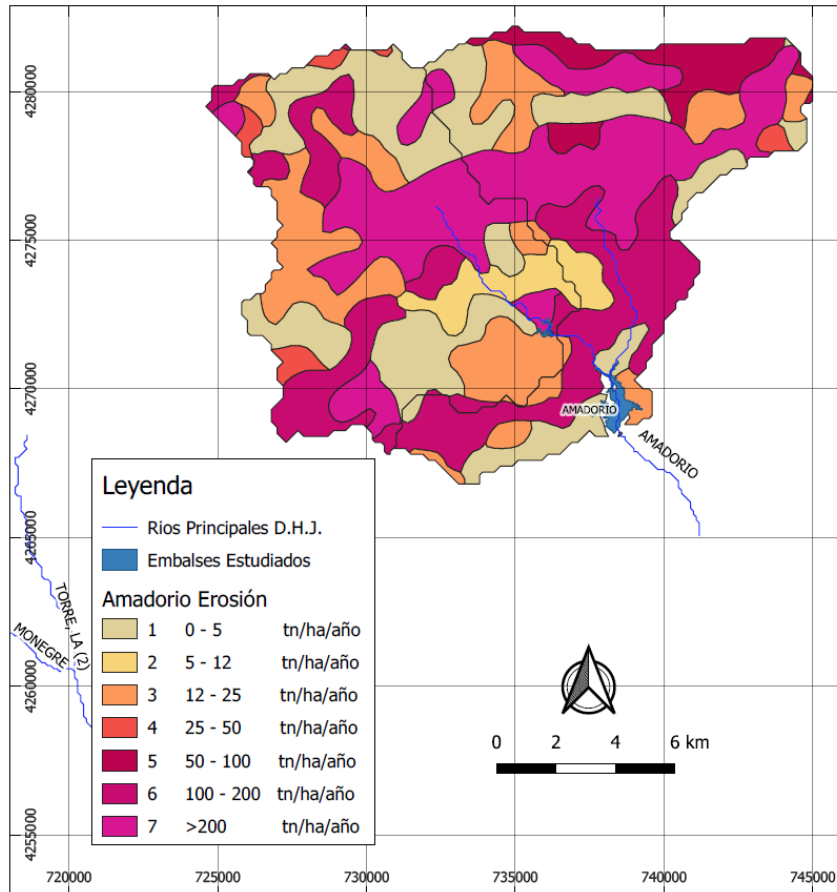 4280000
4275000
4270000
4265000
4260000
4255000
AMADORIO
AMADORIO
TORRE, LA (2)
MONEGRE
Leyenda
Rios Principales D.H.J.
Embalses Estudiados
Amadorio Erosión
1 0 - 5 tn/ha/año
2 5 - 12 tn/ha/año
3 12 - 25 tn/ha/año
4 25 - 50 tn/ha/año
5 50 - 100 tn/ha/año
6 100 - 200 tn/ha/año
7 >200 tn/ha/año
0 2 4 6 km
720000 725000 730000 735000 740000 745000